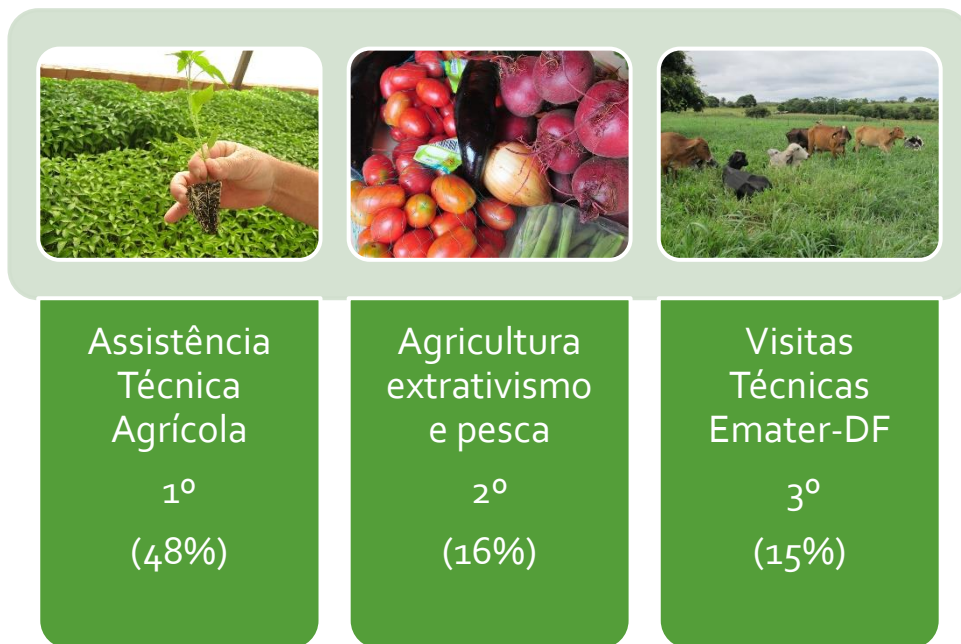 Assistência
Técnica
Agrícola
1º
(48%)
Agricultura
extrativismo
e pesca
2º
(16%)
Visitas
Técnicas
Emater-DF
3º
(15%)